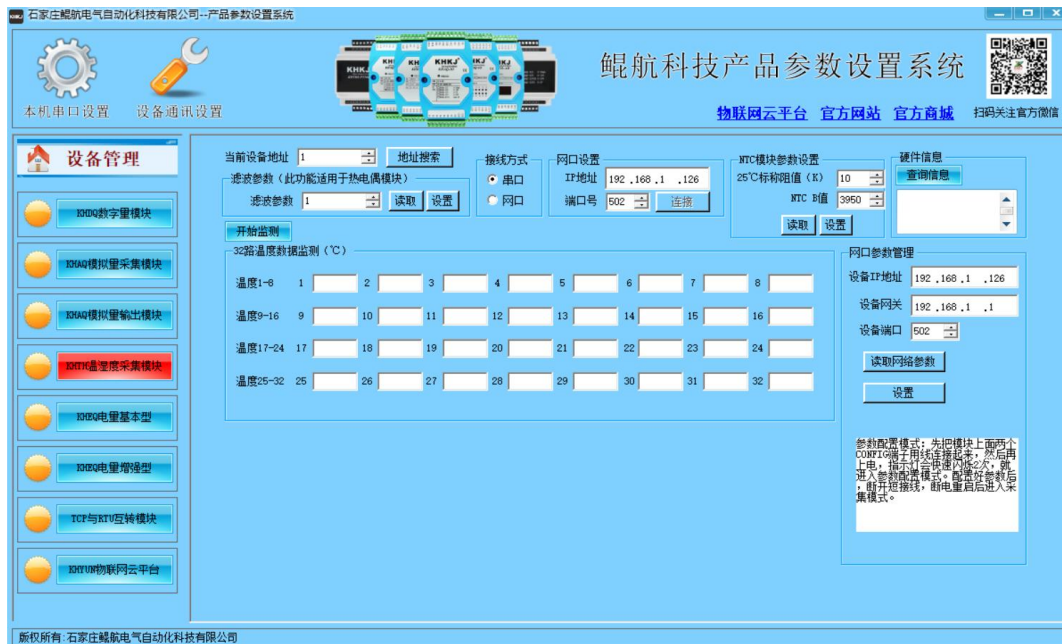 石家庄鲲航电气自动化科技有限公司--产品参数设置系统
本机串口设置
设备通讯设置
KHKJ
鲲航科技产品参数设置系统
物联网云平台 官方网站 官方商城
扫码关注官方微信
设备管理
KHDQ数字量模块
KHAQ模拟量采集模块
KHAQ模拟量输出模块
KHTH温湿度采集模块
KHEQ电量基本型
KHEQ电量增强型
TCP与RTU互转模块
KHYUN物联网云平台
当前设备地址 1 地址搜索
滤波参数(此功能适用于热电偶模块)
滤波参数 1 读取 设置
接线方式
串口
网口
网口设置
IP地址 192 .168 .1 .126
端口号 502 连接
NTC模块参数设置
25℃标称阻值(K) 10
NTC B值 3950
读取 设置
硬件信息
查询信息
开始监测
32路温度数据监测(℃)
温度1-8 1 2 3 4 5 6 7 8
温度9-16 9 10 11 12 13 14 15 16
温度17-24 17 18 19 20 21 22 23 24
温度25-32 25 26 27 28 29 30 31 32
网口参数管理
设备IP地址 192 .168 .1 .126
设备网关 192 .168 .1 .1
设备端口 502
读取网络参数
设置
参数配置模式:先把模块上面两个
CONFIG端子用线连接起来,然后再
上电,指示灯会快速闪烁2次,就
进入参数配置模式。配置好参数后
,断开短接线,断电重启后进入采
集模式。
版权所有:石家庄鲲航电气自动化科技有限公司